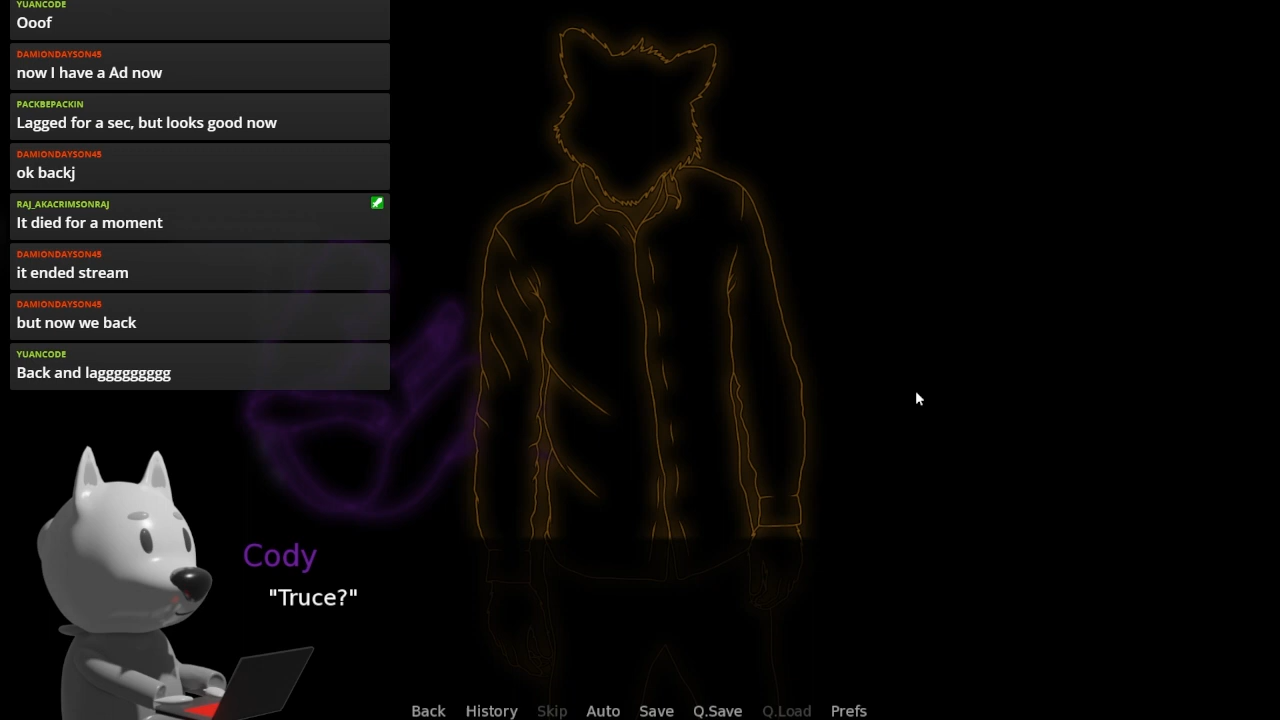 YUANCODE
Ooof
DAMIONDAYSON45
now I have a Ad now
PACKBEPACKIN
Lagged for a sec, but looks good now
DAMIONDAYSON45
ok backj
RAJ_AKACRIMSONRAJ
It died for a moment
DAMIONDAYSON45
it ended stream
DAMIONDAYSON45
but now we back
YUANCODE
Back and laggggggggg
Cody
"Truce?"
Back History Skip Auto Save Q.Save Q.Load Prefs